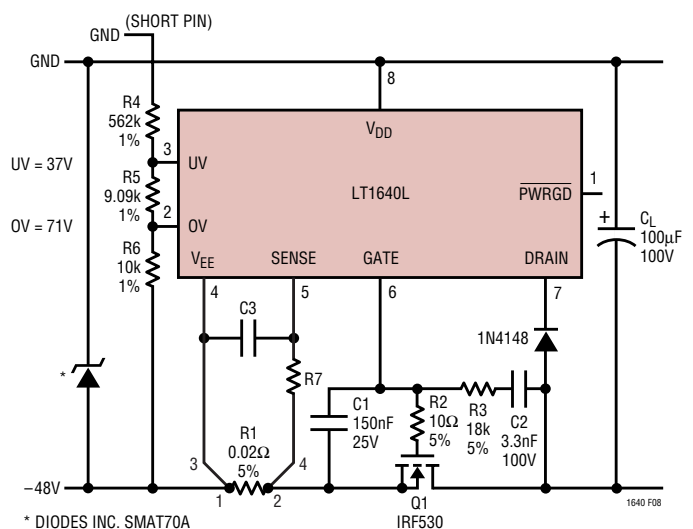 (SHORT PIN)
GND
GND
8
R4
562k
1%
V_DD
UV = 37V
3
UV
LT1640L
PWRGD
1
R5
9.09k
1%
+
C_L
100µF
100V
OV = 71V
2
OV
R6
10k
1%
V_EE
SENSE
GATE
DRAIN
4
5
6
7
C3
1N4148
*
R7
R1
0.02Ω
5%
C1
150nF
25V
R2
10Ω
5%
R3
18k
5%
C2
3.3nF
100V
3
4
–48V
1
2
Q1
IRF530
1640 F08
* DIODES INC. SMAT70A